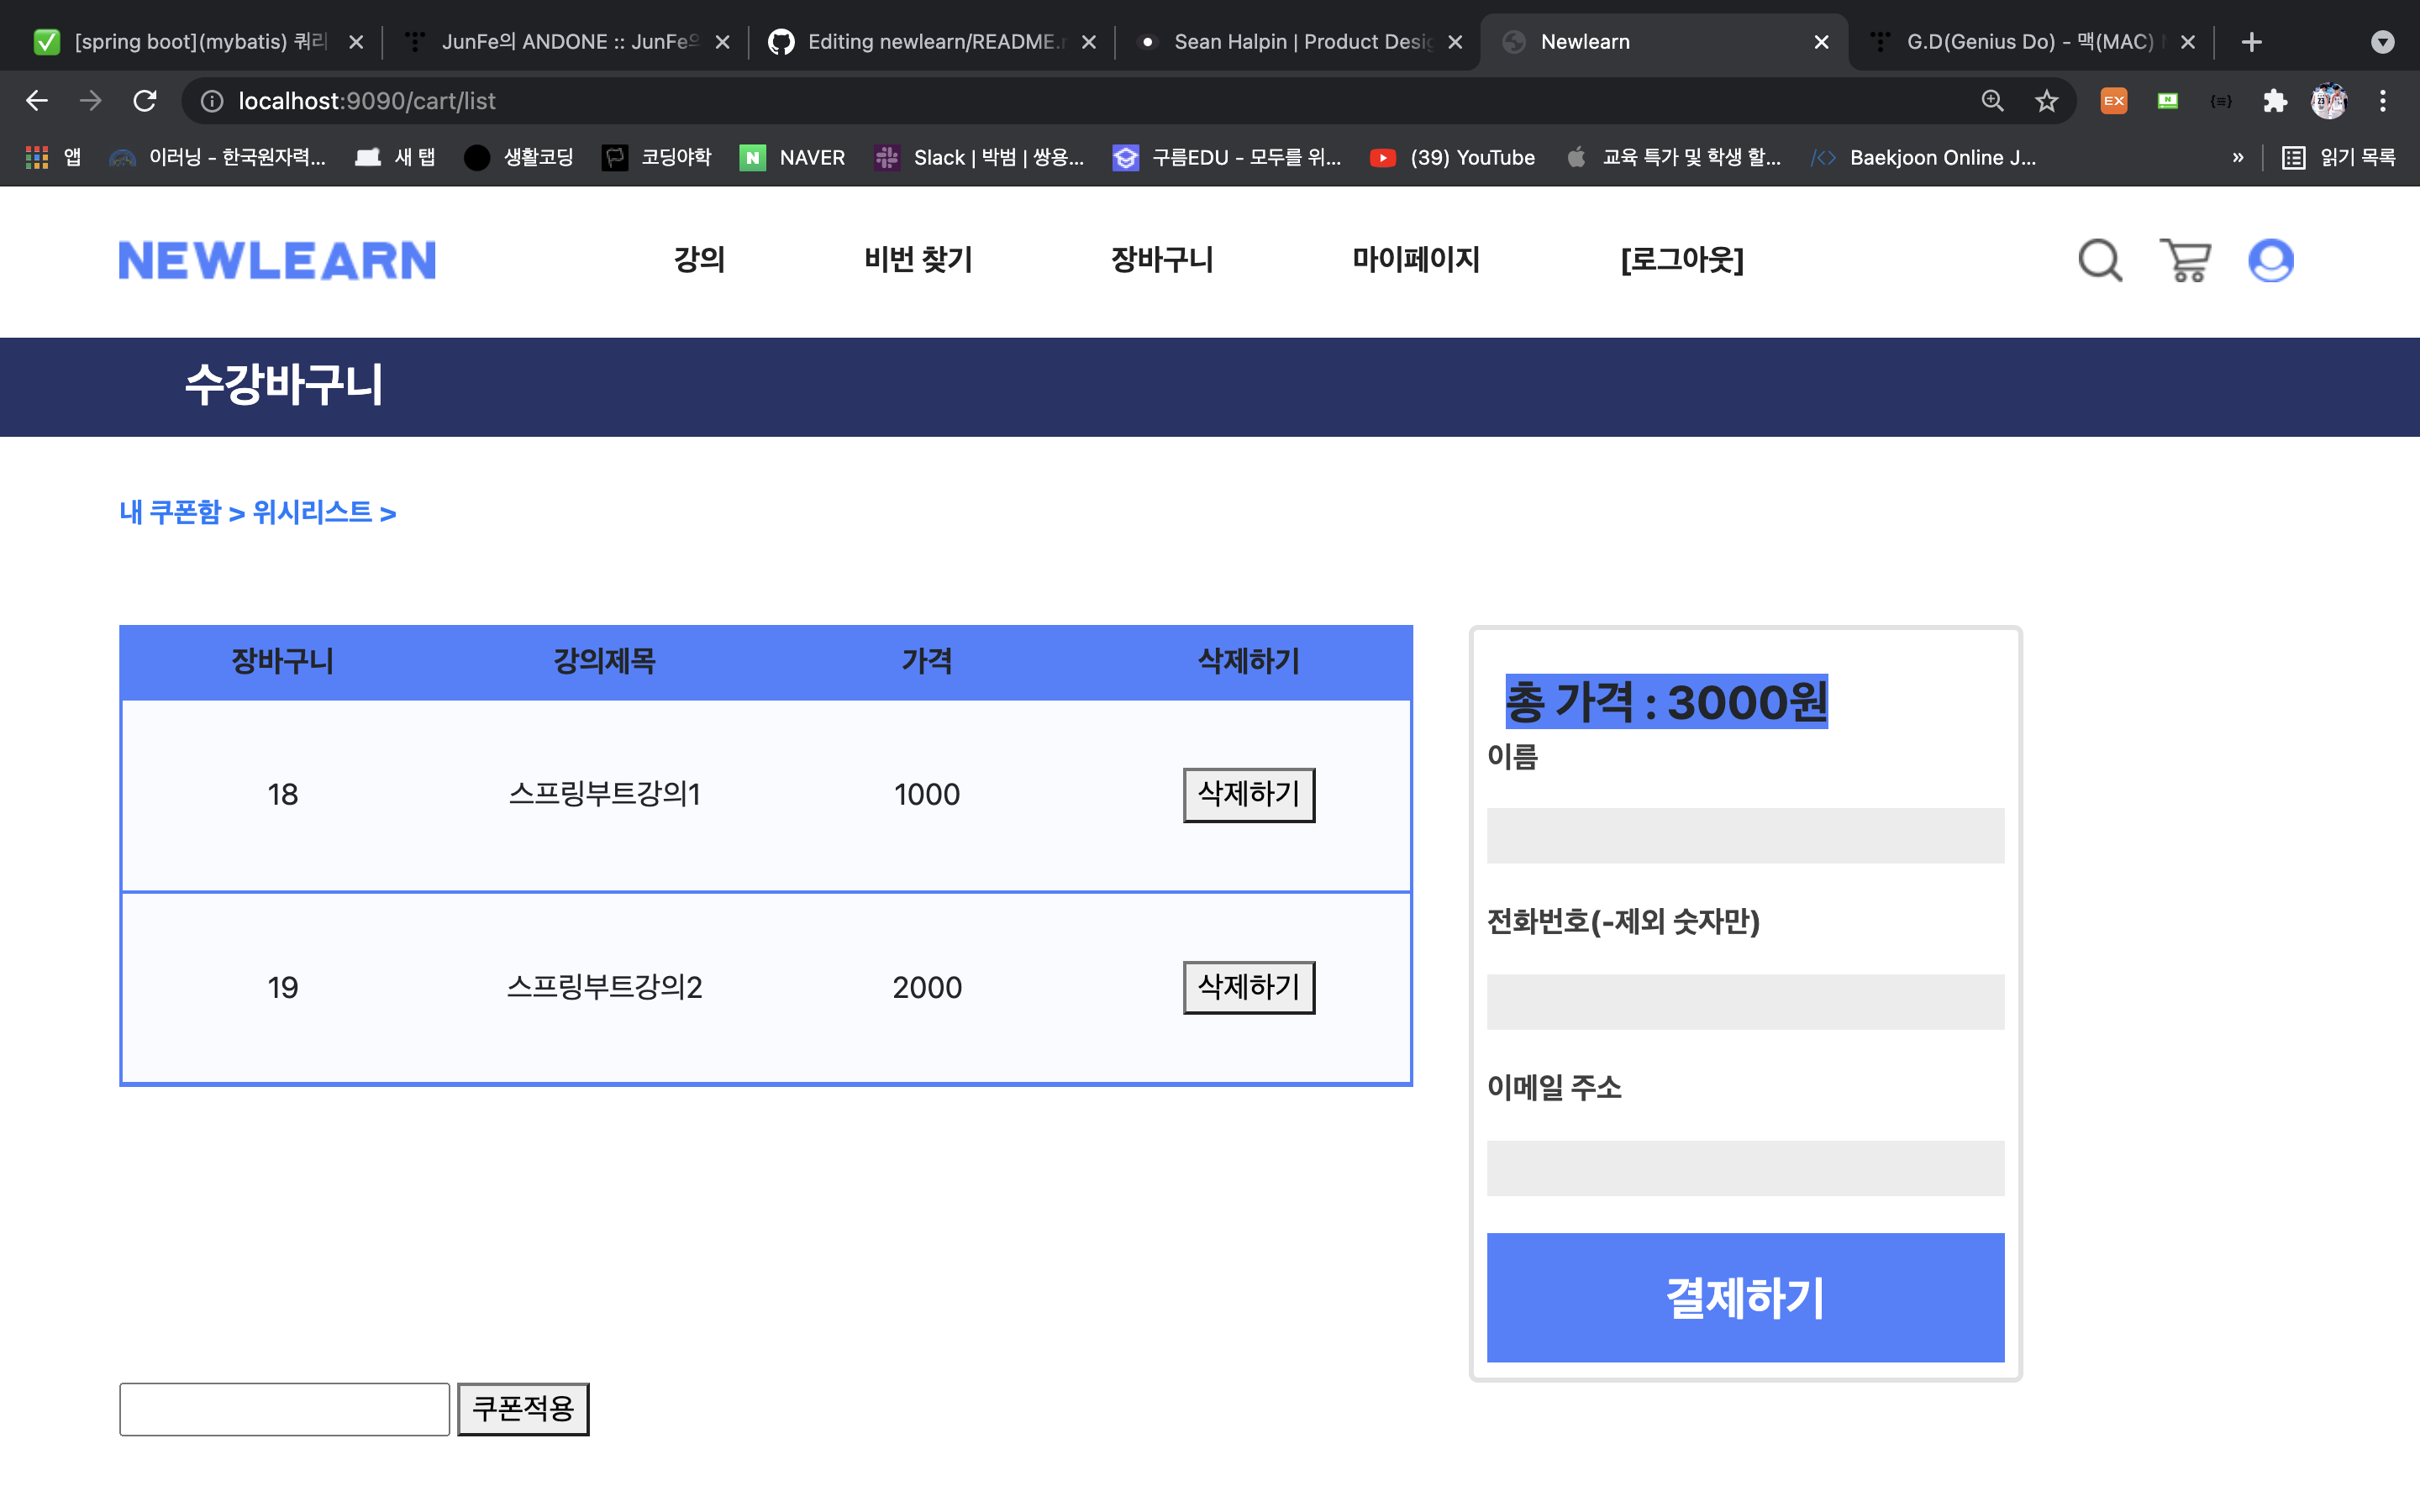 [spring boot](mybatis) 쿼리
JunFe의 ANDONE :: JunFe의
Editing newlearn/README.r
Sean Halpin | Product Desig
Newlearn
G.D(Genius Do) - 맥(MAC)
localhost:9090/cart/list
EX
N
{≡}
앱
이러닝 - 한국원자력...
새 탭
생활코딩
코딩야학
N NAVER
Slack | 박범 | 쌍용...
구름EDU - 모두를 위...
(39) YouTube
교육 특가 및 학생 할...
Baekjoon Online J...
»
읽기 목록
NEWLEARN
강의
비번 찾기
장바구니
마이페이지
[로그아웃]
수강바구니
내 쿠폰함 > 위시리스트 >
장바구니 강의제목 가격 삭제하기
18 스프링부트강의1 1000 삭제하기
19 스프링부트강의2 2000 삭제하기
총 가격 : 3000원
이름
전화번호(-제외 숫자만)
이메일 주소
결제하기
쿠폰적용